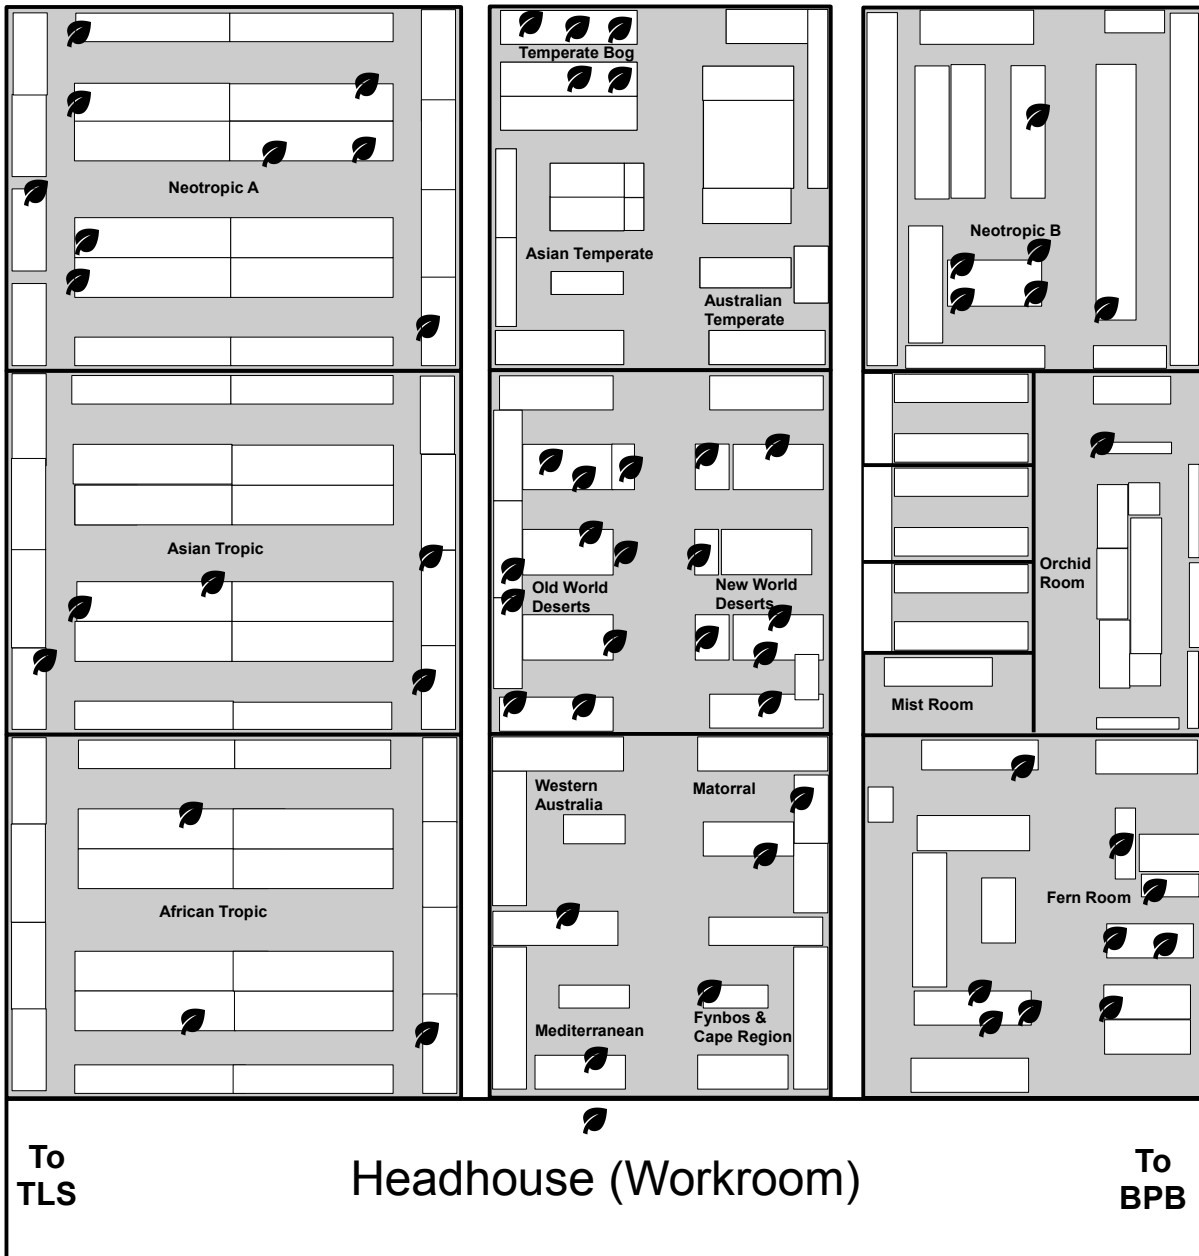 Temperate Bog
Neotropic A
Asian Temperate
Australian
Temperate
Neotropic B
Asian Tropic
Old World
Deserts
New World
Deserts
Orchid
Room
Mist Room
Western
Australia
Matorral
African Tropic
Fern Room
Mediterranean
Fynbos &
Cape Region
To
TLS
Headhouse (Workroom)
To
BPB